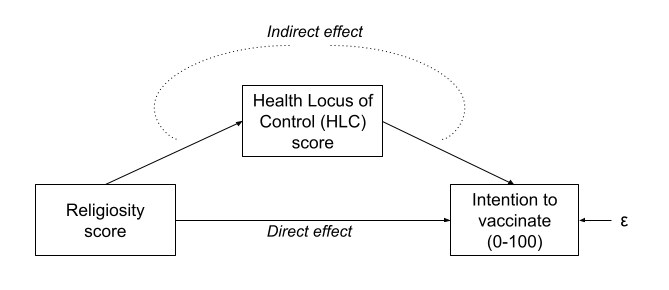 Indirect effect
Health Locus of
Control (HLC)
score
Religiosity
score
Direct effect
Intention to
vaccinate
(0-100)
ε